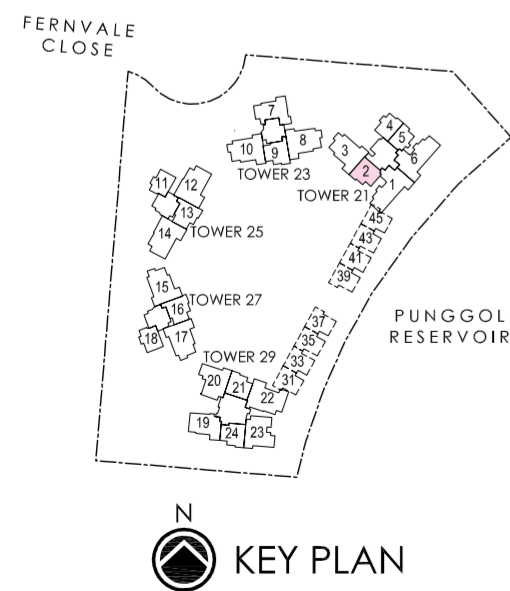 FERNVALE
CLOSE
7
10
9
8
TOWER 23
4
5
3
6
2
1
TOWER 21
11
12
13
14
TOWER 25
45
43
41
39
15
16
18
17
TOWER 27
37
35
33
31
PUNGGOL
RESERVOIR
TOWER 29
20
21
22
19
24
23
N
KEY PLAN